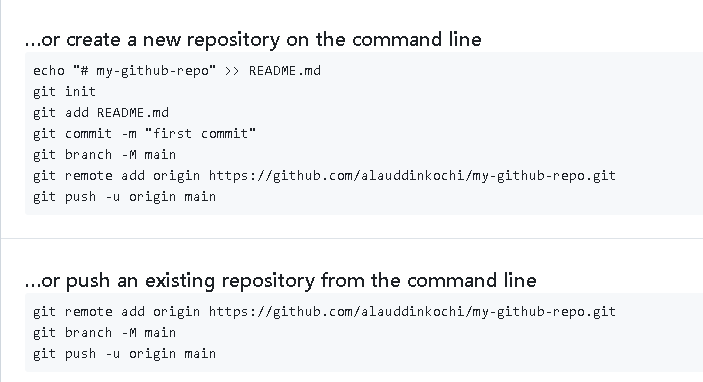 ...or create a new repository on the command line
echo "# my-github-repo" >> README.md
git init
git add README.md
git commit -m "first commit"
git branch -M main
git remote add origin https://github.com/alauddinkochi/my-github-repo.git
git push -u origin main
...or push an existing repository from the command line
git remote add origin https://github.com/alauddinkochi/my-github-repo.git
git branch -M main
git push -u origin main